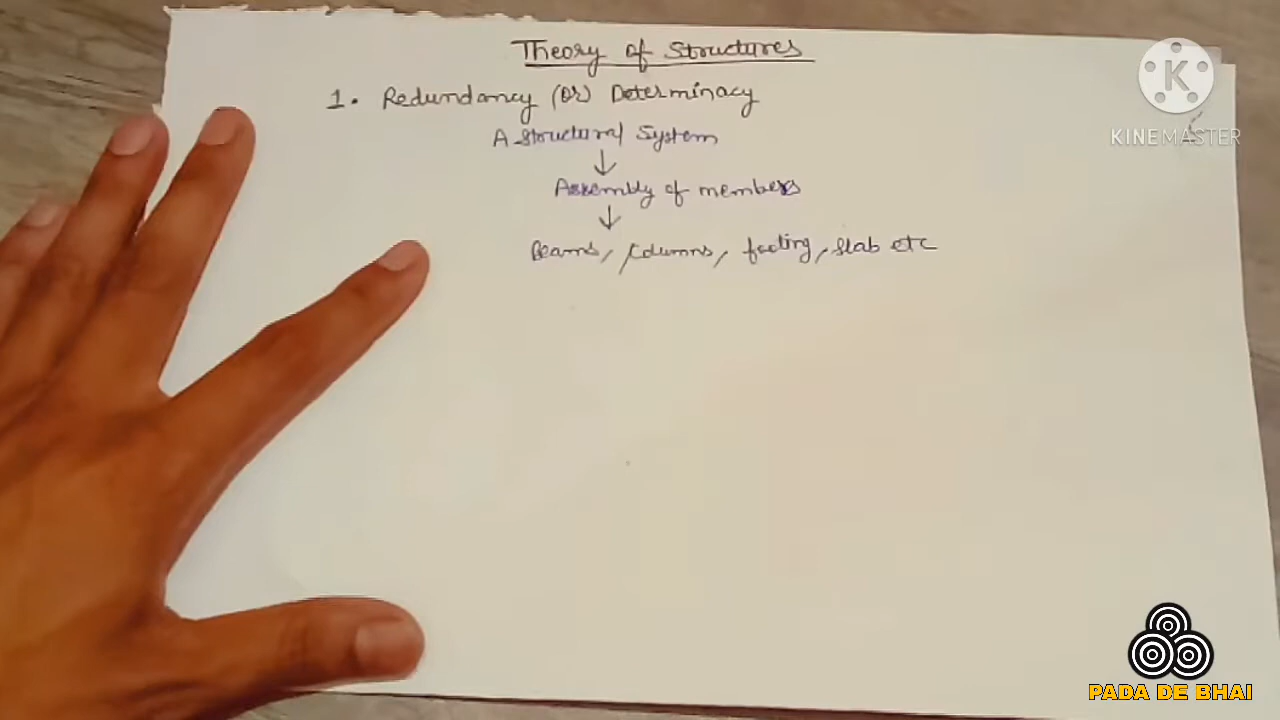 Theory of Structures
1. Redundancy (or) Determinacy
A Structural System
↓
Assembly of members
↓
Beams, Columns, footing, slab etc
KINEMASTER
PADA DE BHAI